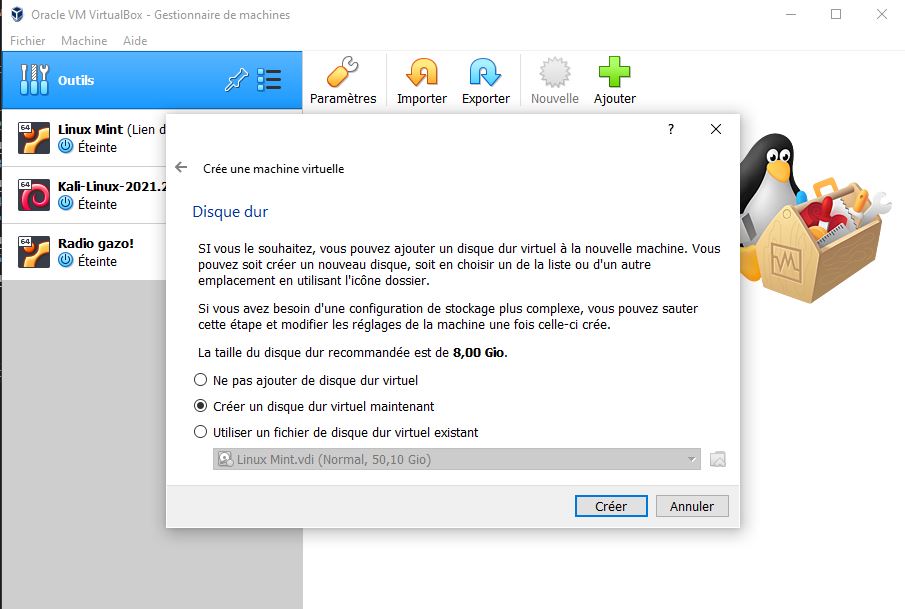 Oracle VM VirtualBox - Gestionnaire de machines
Fichier Machine Aide
Outils
Paramètres Importer Exporter Nouvelle Ajouter
64
Linux Mint (Lien d
Éteinte
64
Kali-Linux-2021.2
Éteinte
64
Radio gazo!
Éteinte
?
Crée une machine virtuelle
Disque dur
SI vous le souhaitez, vous pouvez ajouter un disque dur virtuel à la nouvelle machine. Vous
pouvez soit créer un nouveau disque, soit en choisir un de la liste ou d'un autre
emplacement en utilisant l'icône dossier.
Si vous avez besoin d'une configuration de stockage plus complexe, vous pouvez sauter
cette étape et modifier les réglages de la machine une fois celle-ci crée.
La taille du disque dur recommandée est de 8,00 Gio.
Ne pas ajouter de disque dur virtuel
Créer un disque dur virtuel maintenant
Utiliser un fichier de disque dur virtuel existant
Linux Mint.vdi (Normal, 50,10 Gio)
Créer Annuler